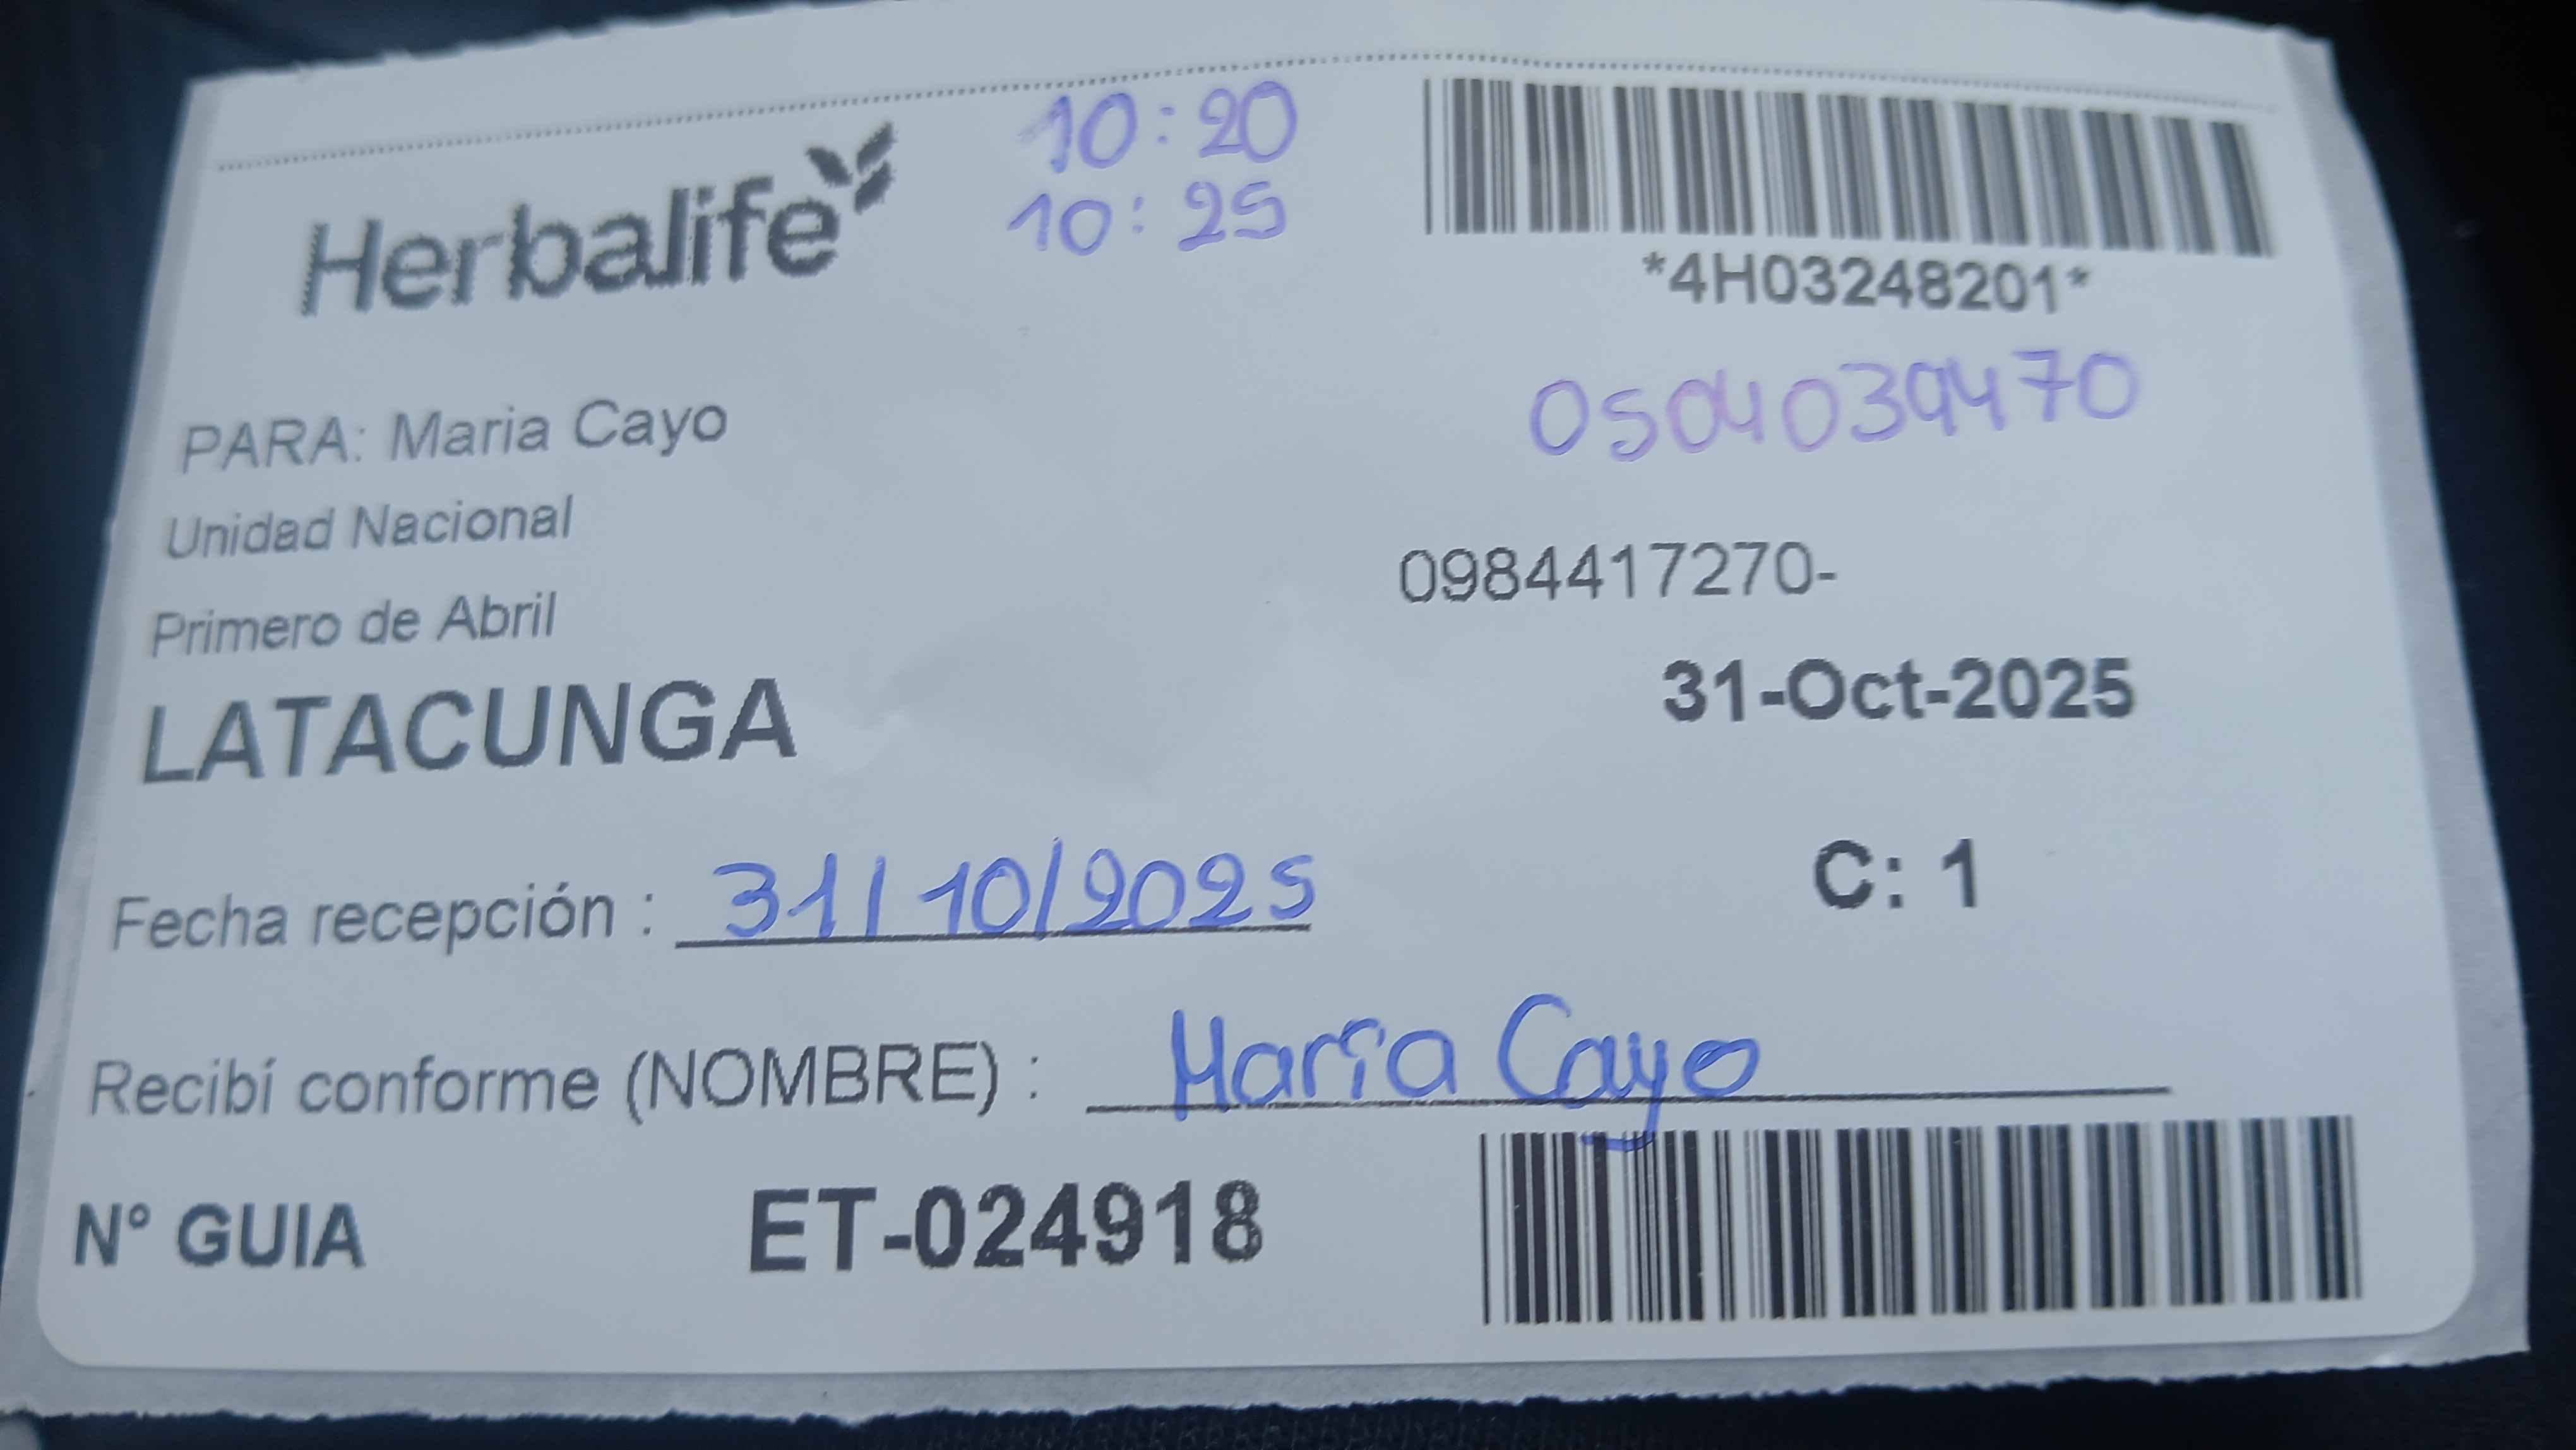 Herbalife
10:20
10:25
*4H03248201*
0504039470
PARA: Maria Cayo
Unidad Nacional
0984417270-
Primero de Abril
31-Oct-2025
LATACUNGA
C: 1
Fecha recepción : 31/10/2025
Recibí conforme (NOMBRE) : María Cayo
N° GUIA ET-024918